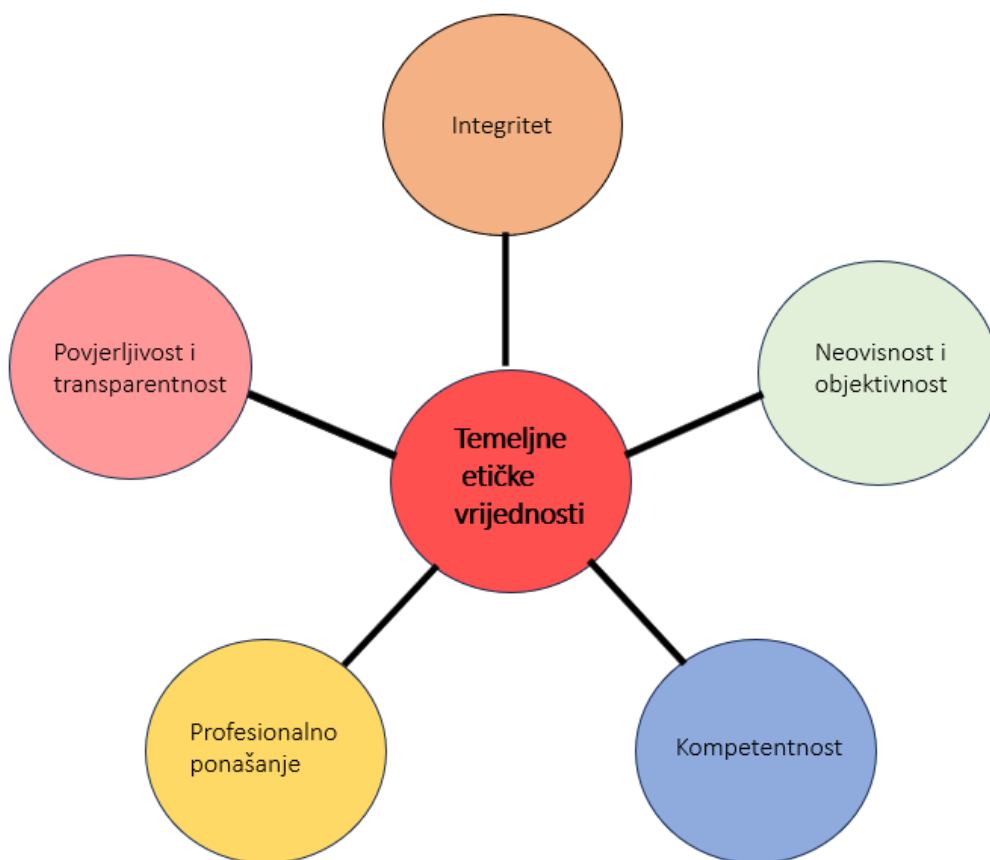 Integritet
Povjerljivost i
transparentnost
Neovisnost i
objektivnost
Temeljne
etičke
vrijednosti
Profesionalno
ponašanje
Kompetentnost